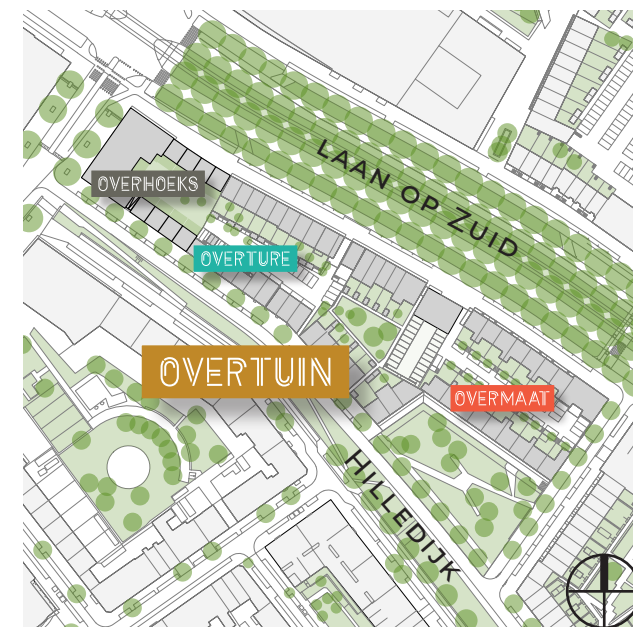 LAAN OP ZUID
OVERHOEKS
OVERTURE
OVERTUIN
OVERMAAT
HILLEDIJK